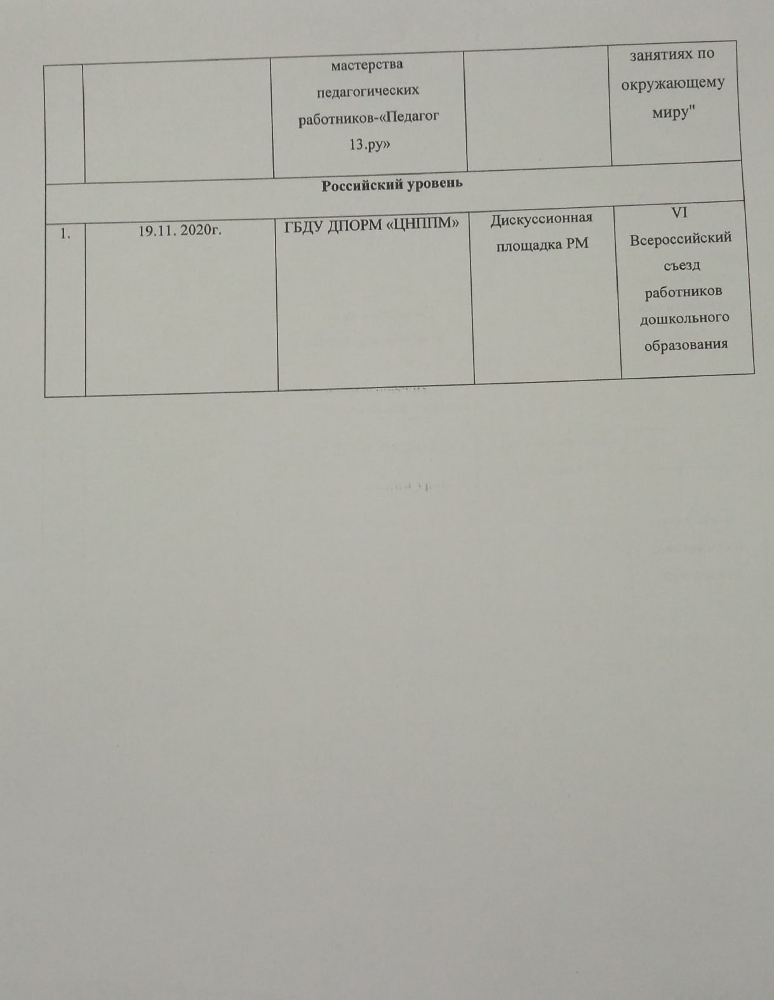 мастерства
педагогических
работников-«Педагог
13.ру»
занятиях по
окружающему
миру"
Российский уровень
1.
19.11. 2020г.
ГБДУ ДПОРМ «ЦНППМ»
Дискуссионная
площадка РМ
VI
Всероссийский
съезд
работников
дошкольного
образования